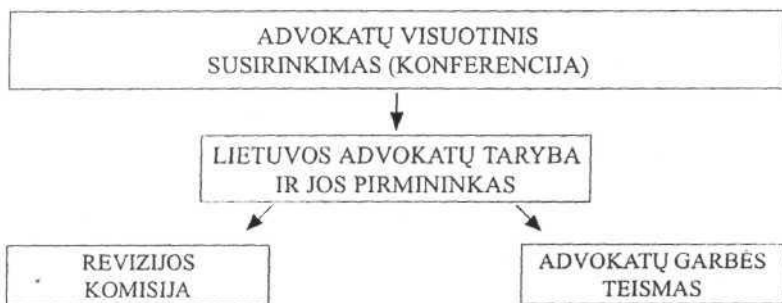 ADVOKATŲ VISUOTINIS
SUSIRINKIMAS (KONFERENCIJA)
LIETUVOS ADVOKATŲ TARYBA
IR JOS PIRMININKAS
REVIZIJOS
KOMISIJA
ADVOKATŲ GARBĖS
TEISMAS